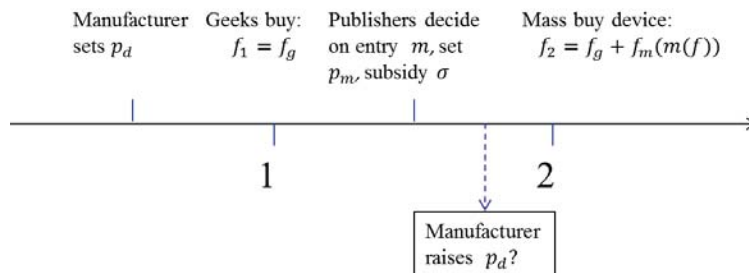 Manufacturer
sets p_d
Geeks buy:
f_1 = f_g
Publishers decide
on entry m, set
p_m, subsidy σ
Mass buy device:
f_2 = f_g + f_m(m(f))
1
2
Manufacturer
raises p_d?